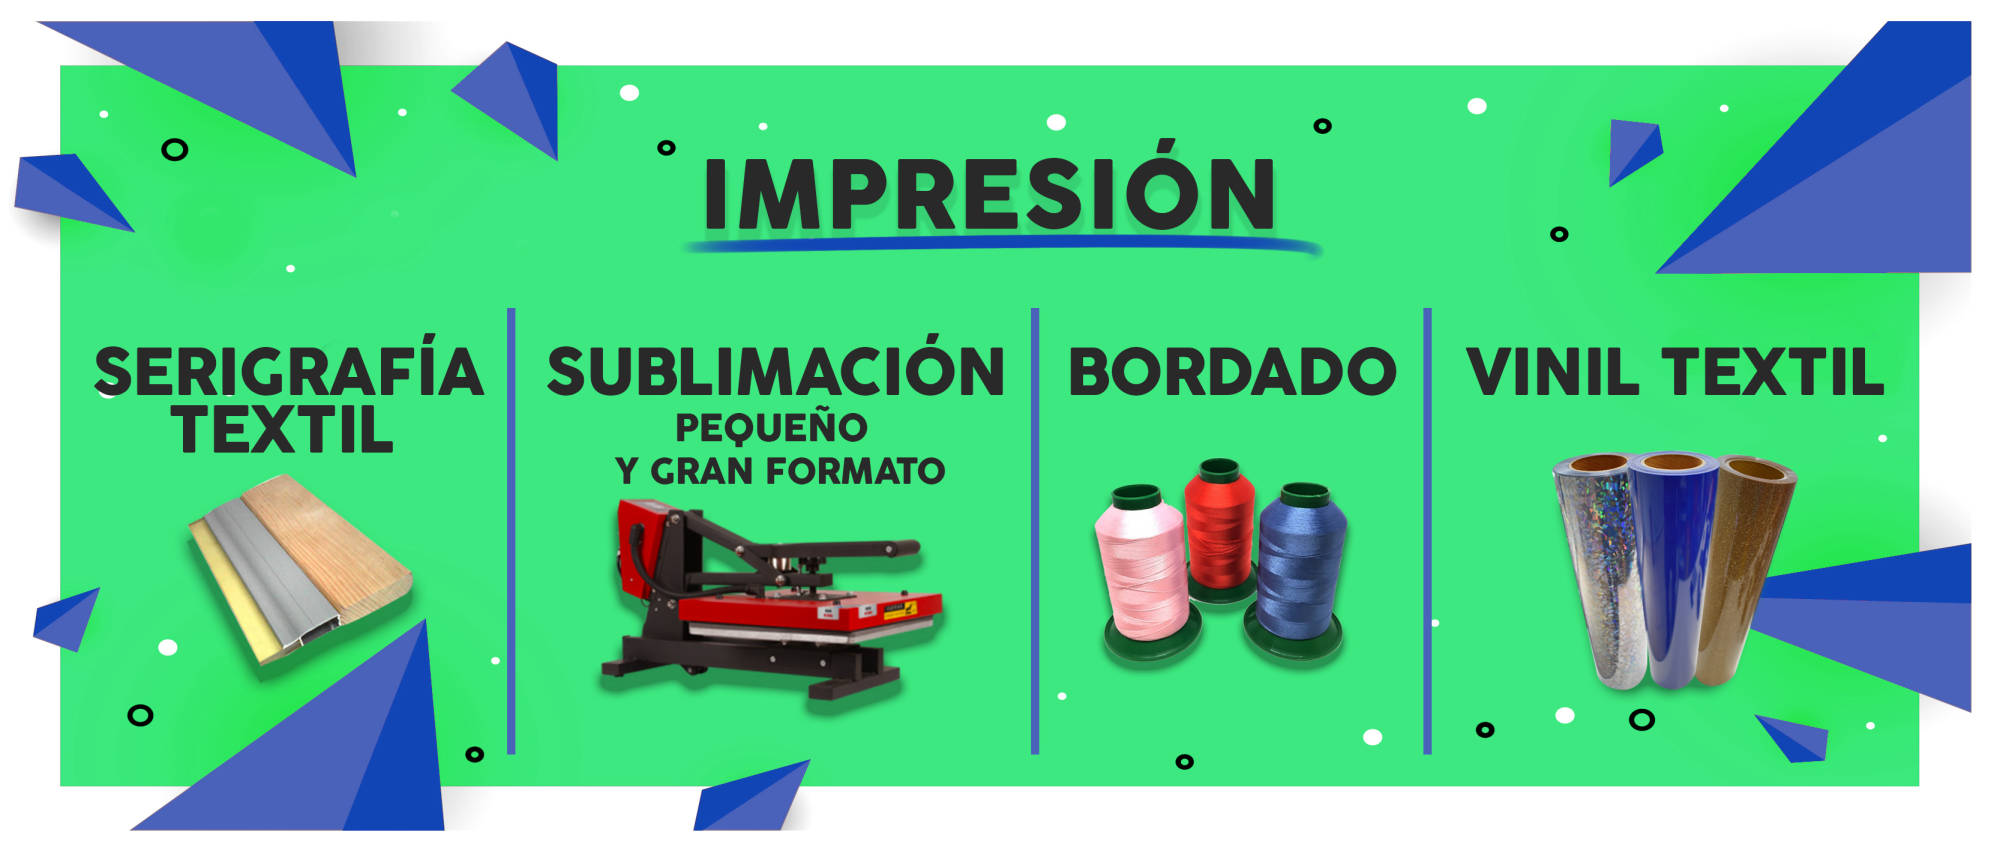 IMPRESIÓN
SERIGRAFÍA
TEXTIL
SUBLIMACIÓN
PEQUEÑO
Y GRAN FORMATO
BORDADO
VINIL TEXTIL